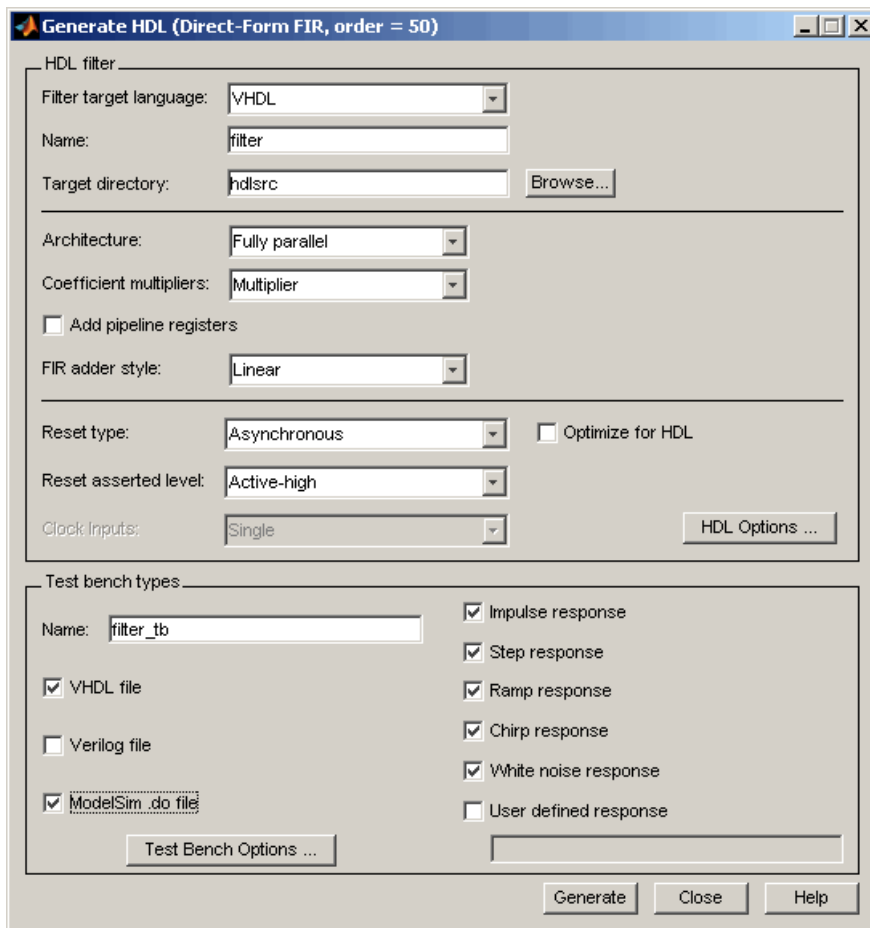 Generate HDL (Direct-Form FIR, order = 50)
HDL filter
Filter target language: VHDL
Name: filter
Target directory: hdlsrc Browse...
Architecture: Fully parallel
Coefficient multipliers: Multiplier
Add pipeline registers
FIR adder style: Linear
Reset type: Asynchronous Optimize for HDL
Reset asserted level: Active-high
Clock Inputs: Single HDL Options ...
Test bench types
Name: filter_tb
VHDL file
Verilog file
ModelSim .do file
Test Bench Options ...
Impulse response
Step response
Ramp response
Chirp response
White noise response
User defined response
Generate Close Help